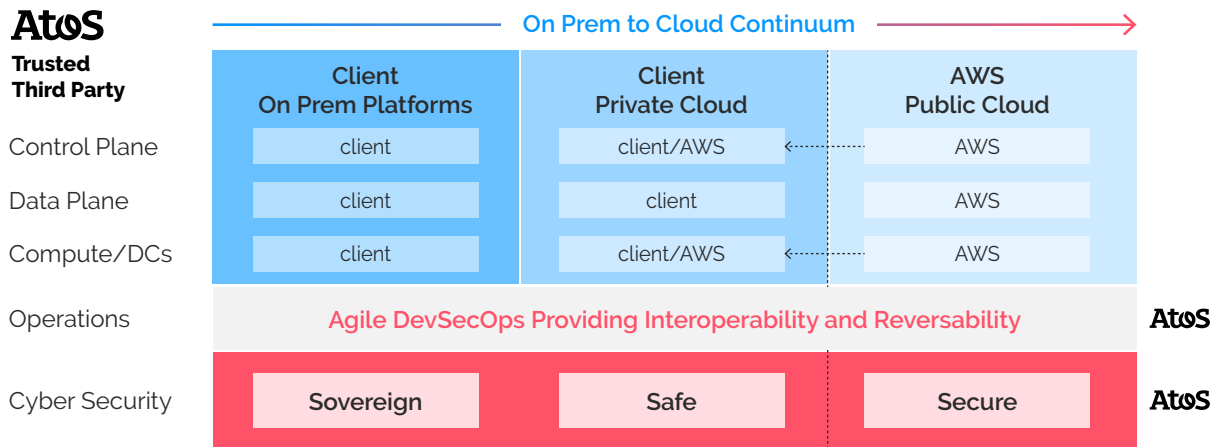 Atos
Trusted
Third Party
On Prem to Cloud Continuum
Client
On Prem Platforms
Client
Private Cloud
AWS
Public Cloud
Control Plane
client
client/AWS
AWS
Data Plane
client
client
AWS
Compute/DCs
client
client/AWS
AWS
Operations
Agile DevSecOps Providing Interoperability and Reversability
Atos
Cyber Security
Sovereign
Safe
Secure
Atos